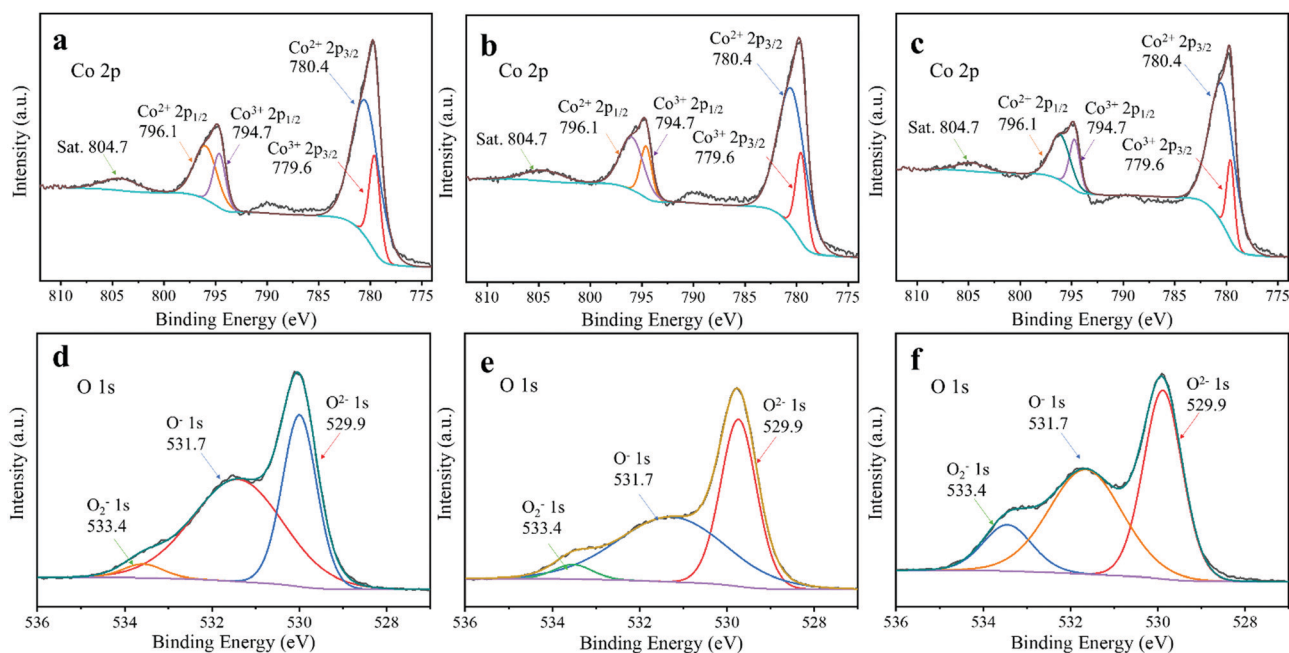 a
Co 2p
Co²⁺ 2p₃/₂
780.4
Co²⁺ 2p₁/₂
796.1
Co³⁺ 2p₁/₂
794.7
Sat. 804.7
Co³⁺ 2p₃/₂
779.6
Intensity (a.u.)
810 805 800 795 790 785 780 775
Binding Energy (eV)
b
Co 2p
Co²⁺ 2p₃/₂
780.4
Co²⁺ 2p₁/₂
796.1
Co³⁺ 2p₁/₂
794.7
Sat. 804.7
Co³⁺ 2p₃/₂
779.6
Intensity (a.u.)
810 805 800 795 790 785 780 775
Binding Energy (eV)
c
Co 2p
Co²⁺ 2p₃/₂
780.4
Co²⁻ 2p₁/₂
796.1
Co³⁺ 2p₁/₂
794.7
Sat. 804.7
Co³⁺ 2p₃/₂
779.6
Intensity (a.u.)
810 805 800 795 790 785 780 775
Binding Energy (eV)
d
O 1s
O²⁻ 1s
529.9
O⁻ 1s
531.7
O₂⁻ 1s
533.4
Intensity (a.u.)
536 534 532 530 528
Binding Energy (eV)
e
O 1s
O²⁻ 1s
529.9
O⁻ 1s
531.7
O₂⁻ 1s
533.4
Intensity (a.u.)
536 534 532 530 528
Binding Energy (eV)
f
O 1s
O²⁻ 1s
529.9
O⁻ 1s
531.7
O₂⁻ 1s
533.4
Intensity (a.u.)
536 534 532 530 528
Binding Energy (eV)